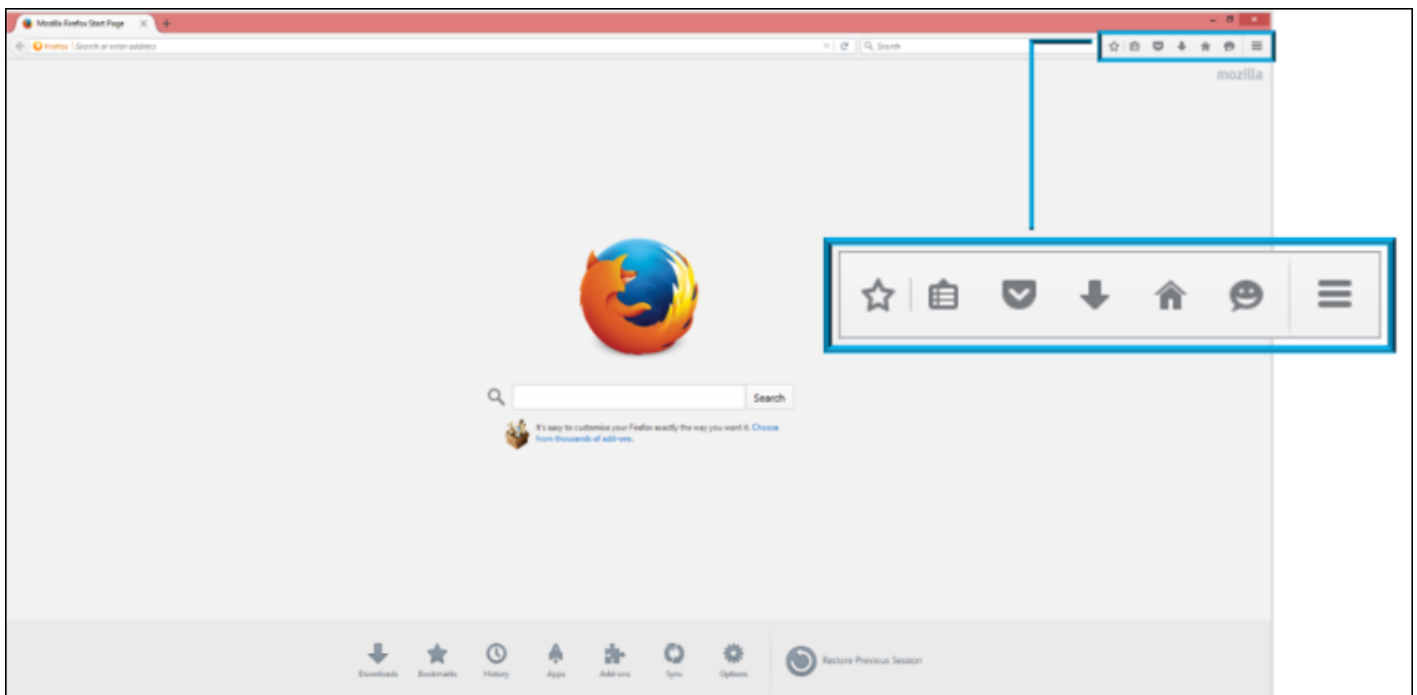 Mozilla Firefox Start Page
Firefox Search or enter address
Search
mozilla
Search
It's easy to customise your Firefox exactly the way you want it. Choose
from thousands of add-ons.
Downloads Bookmarks History Apps Add-ons Sync Options Restore Previous Session